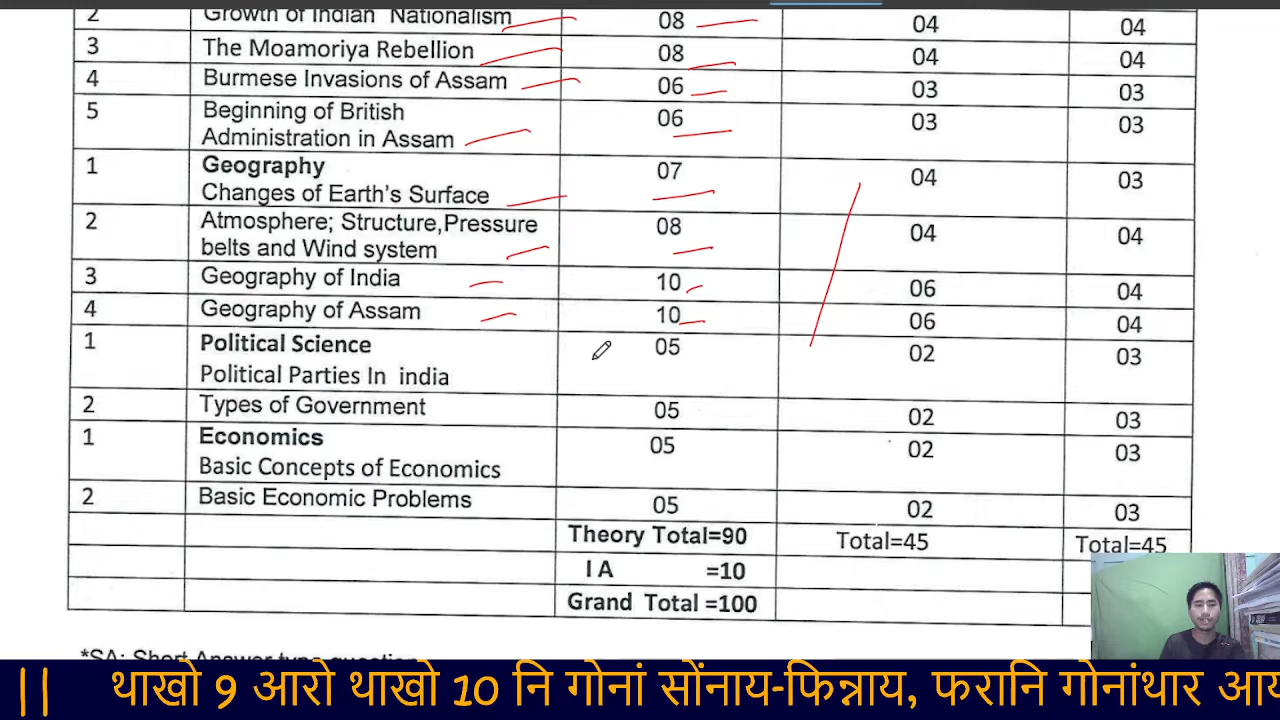 2 Growth of Indian Nationalism 08 04 04
3 The Moamoriya Rebellion 08 04 04
4 Burmese Invasions of Assam 06 03 03
5 Beginning of British 06 03 03
Administration in Assam
1 Geography 07 04 03
Changes of Earth's Surface
2 Atmosphere; Structure,Pressure 08 04 04
belts and Wind system
3 Geography of India 10 06 04
4 Geography of Assam 10 06 04
1 Political Science 05 02 03
Political Parties In india
2 Types of Government 05 02 03
1 Economics 05 02 03
Basic Concepts of Economics
2 Basic Economic Problems 05 02 03
Theory Total=90 Total=45 Total=45
I A =10
Grand Total =100
*SA: Short Answer type question
|| थाखो 9 आरो थाखो 10 नि गोनां सोंनाय-फिन्नाय, फरानि गोनांथार